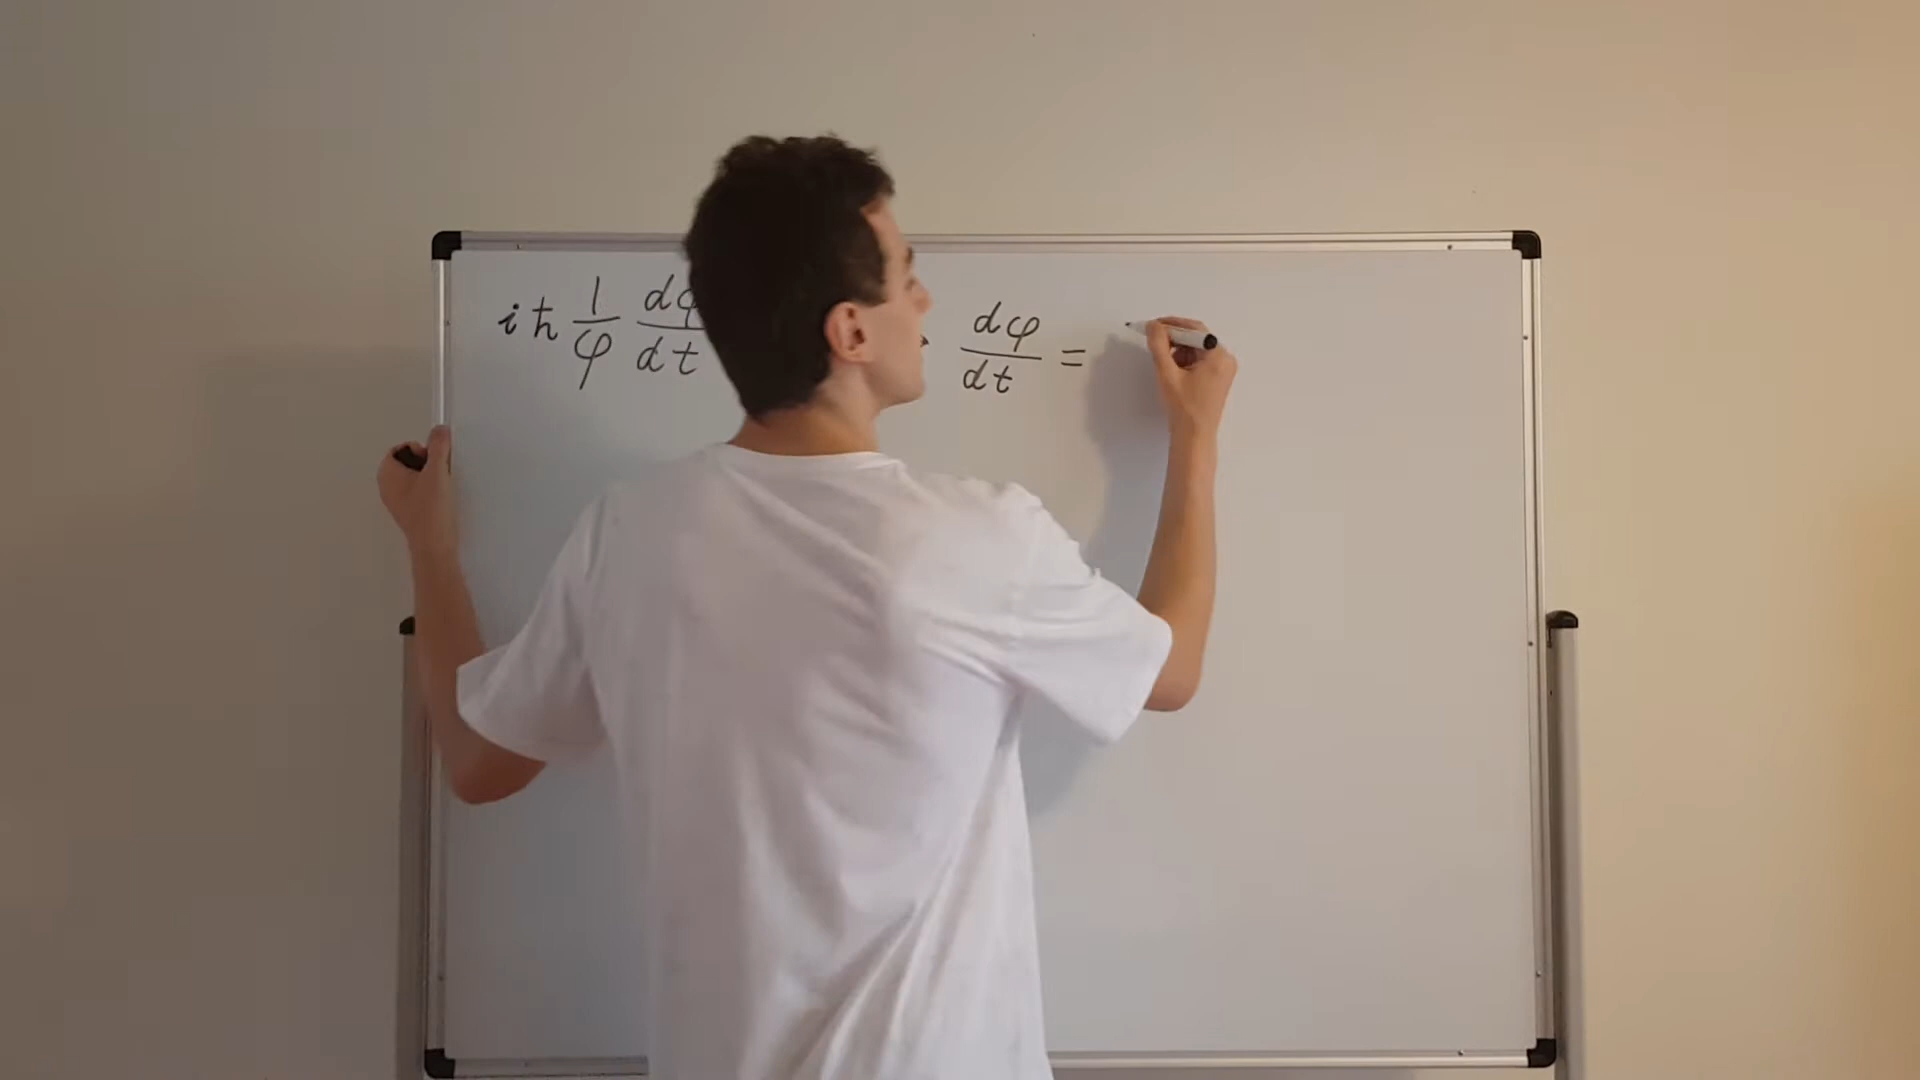 iħ 1/φ dφ/dt dφ/dt =